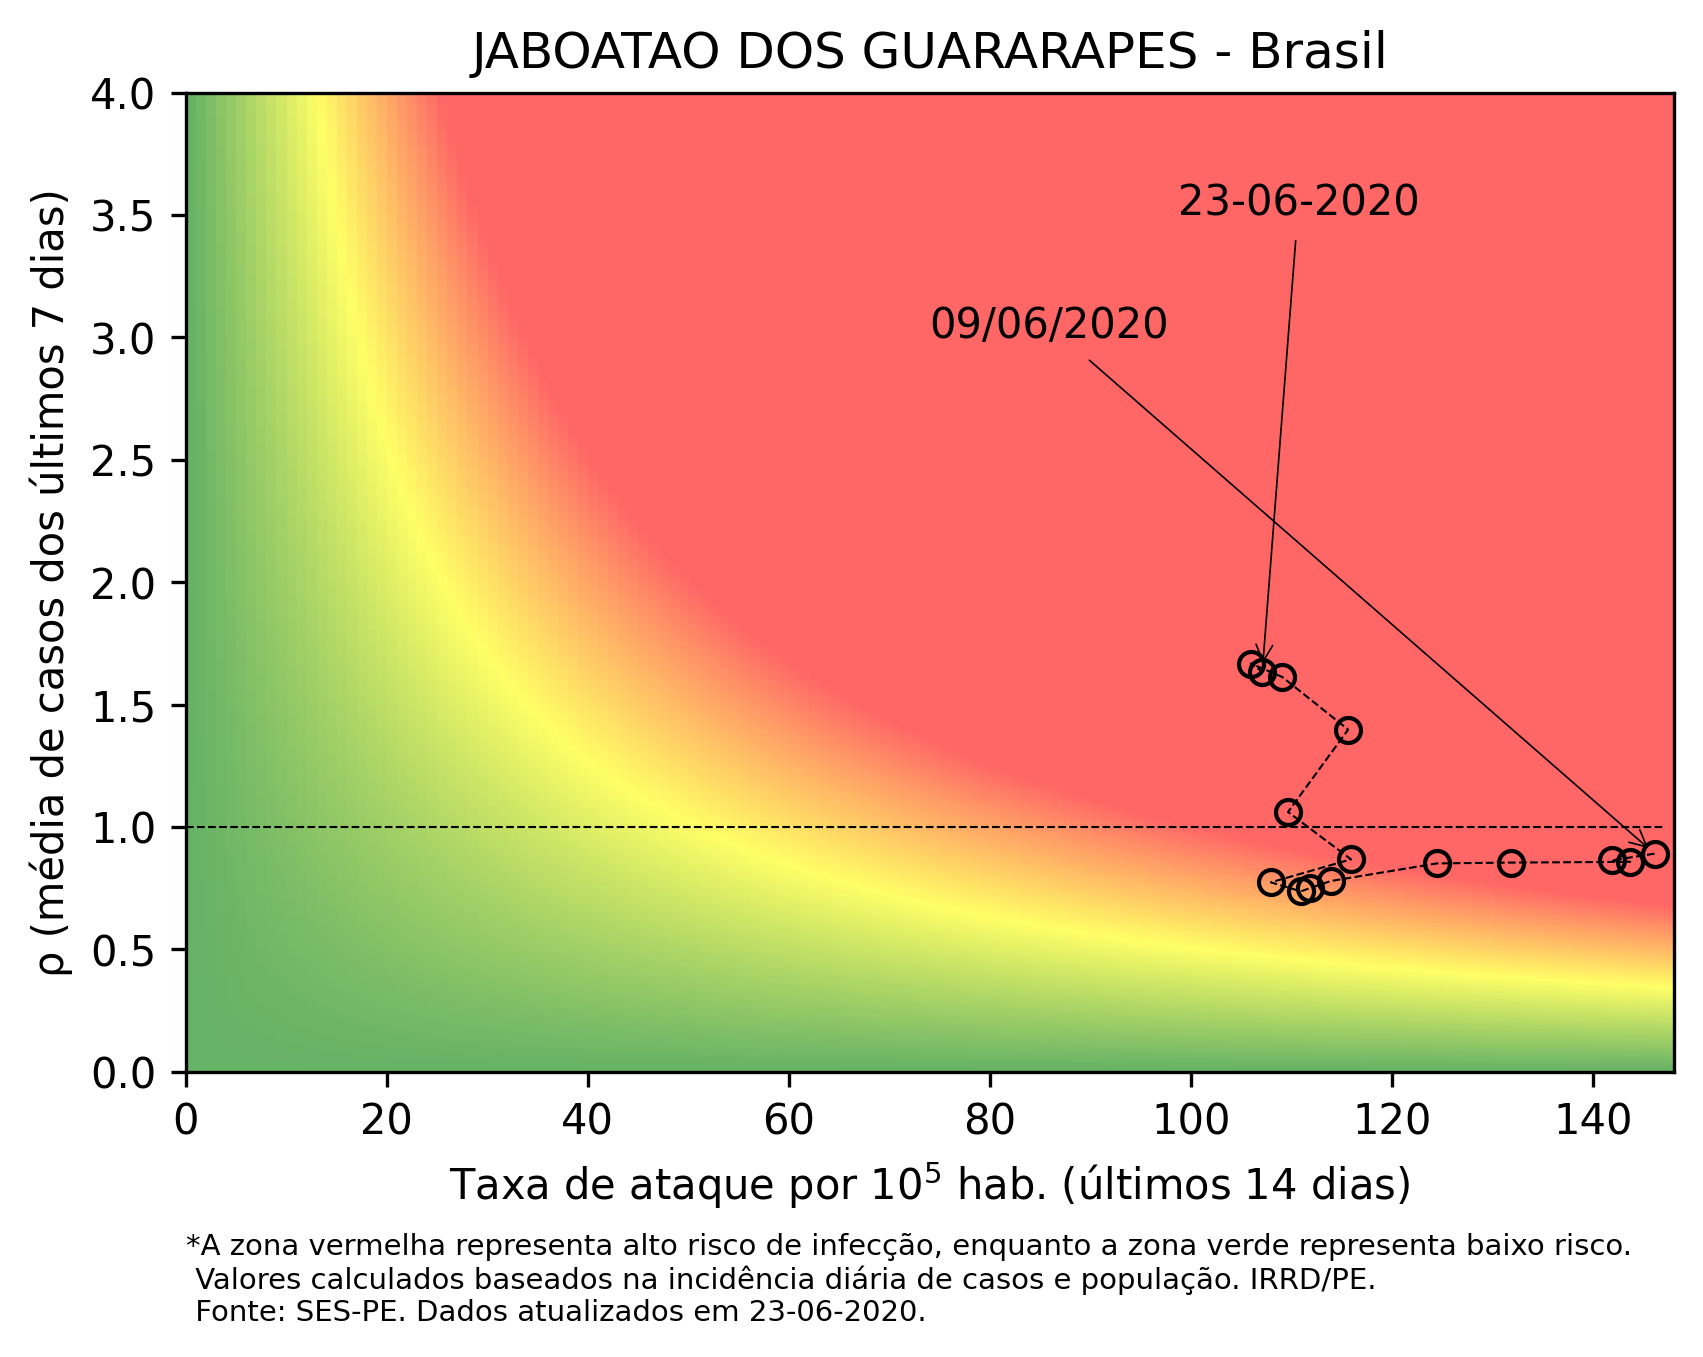 JABOATAO DOS GUARARAPES - Brasil
4.0
3.5
3.0
2.5
2.0
1.5
1.0
0.5
0.0
ρ (média de casos dos últimos 7 dias)
23-06-2020
09/06/2020
0 20 40 60 80 100 120 140
Taxa de ataque por 10⁵ hab. (últimos 14 dias)
*A zona vermelha representa alto risco de infecção, enquanto a zona verde representa baixo risco.
Valores calculados baseados na incidência diária de casos e população. IRRD/PE.
Fonte: SES-PE. Dados atualizados em 23-06-2020.